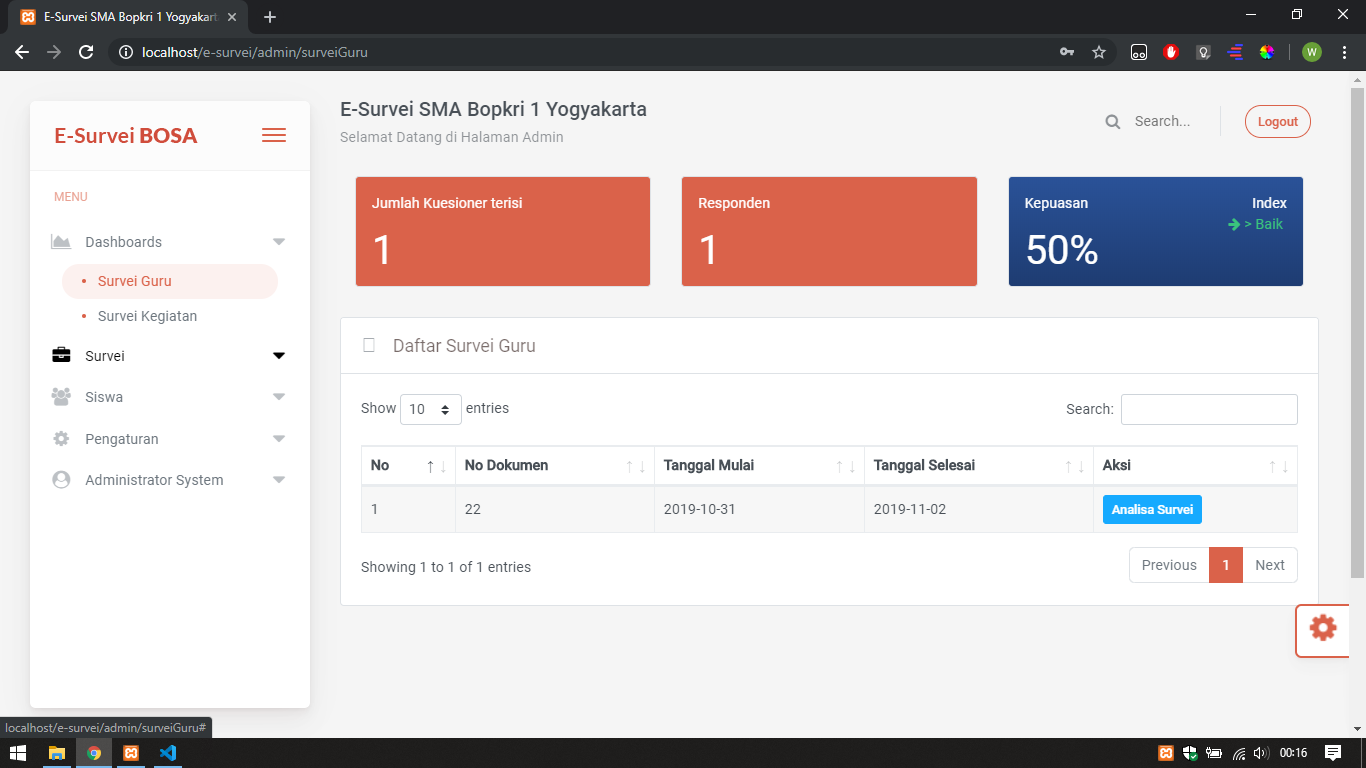 E-Survei SMA Bopkri 1 Yogyakart
localhost/e-survei/admin/surveiGuru
W
E-Survei BOSA
MENU
Dashboards
Survei Guru
Survei Kegiatan
Survei
Siswa
Pengaturan
Administrator System
E-Survei SMA Bopkri 1 Yogyakarta
Selamat Datang di Halaman Admin
Search...
Logout
Jumlah Kuesioner terisi
1
Responden
1
Kepuasan Index
> Baik
50%
Daftar Survei Guru
Show 10 entries
Search:
No No Dokumen Tanggal Mulai Tanggal Selesai Aksi
1 22 2019-10-31 2019-11-02 Analisa Survei
Showing 1 to 1 of 1 entries
Previous 1 Next
localhost/e-survei/admin/surveiGuru#
00:16